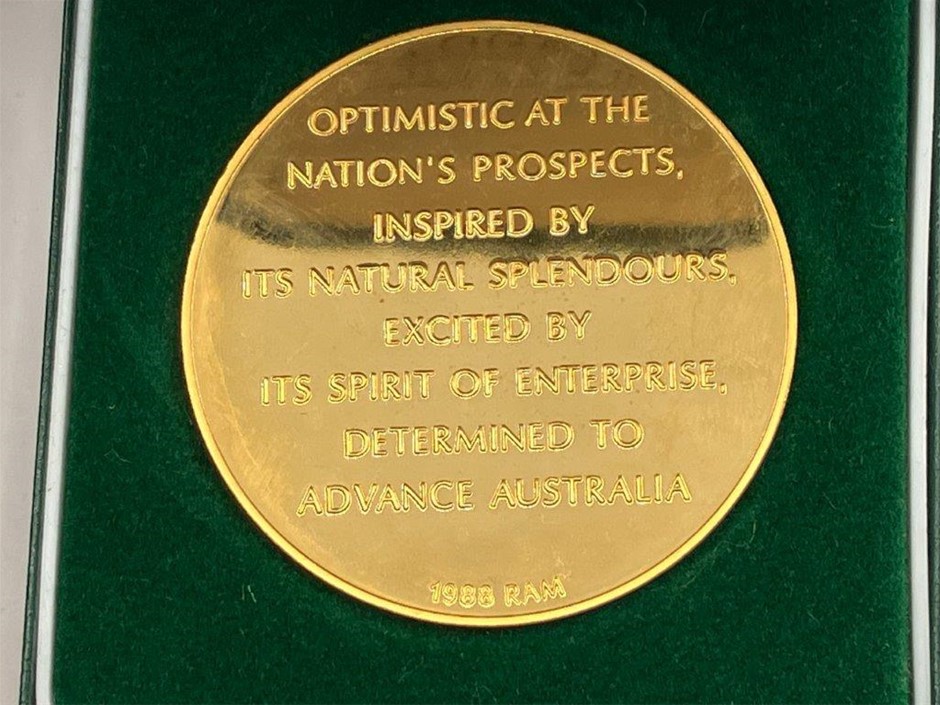 OPTIMISTIC AT THE
NATION'S PROSPECTS,
INSPIRED BY
ITS NATURAL SPLENDOURS,
EXCITED BY
ITS SPIRIT OF ENTERPRISE,
DETERMINED TO
ADVANCE AUSTRALIA
1988 RAM